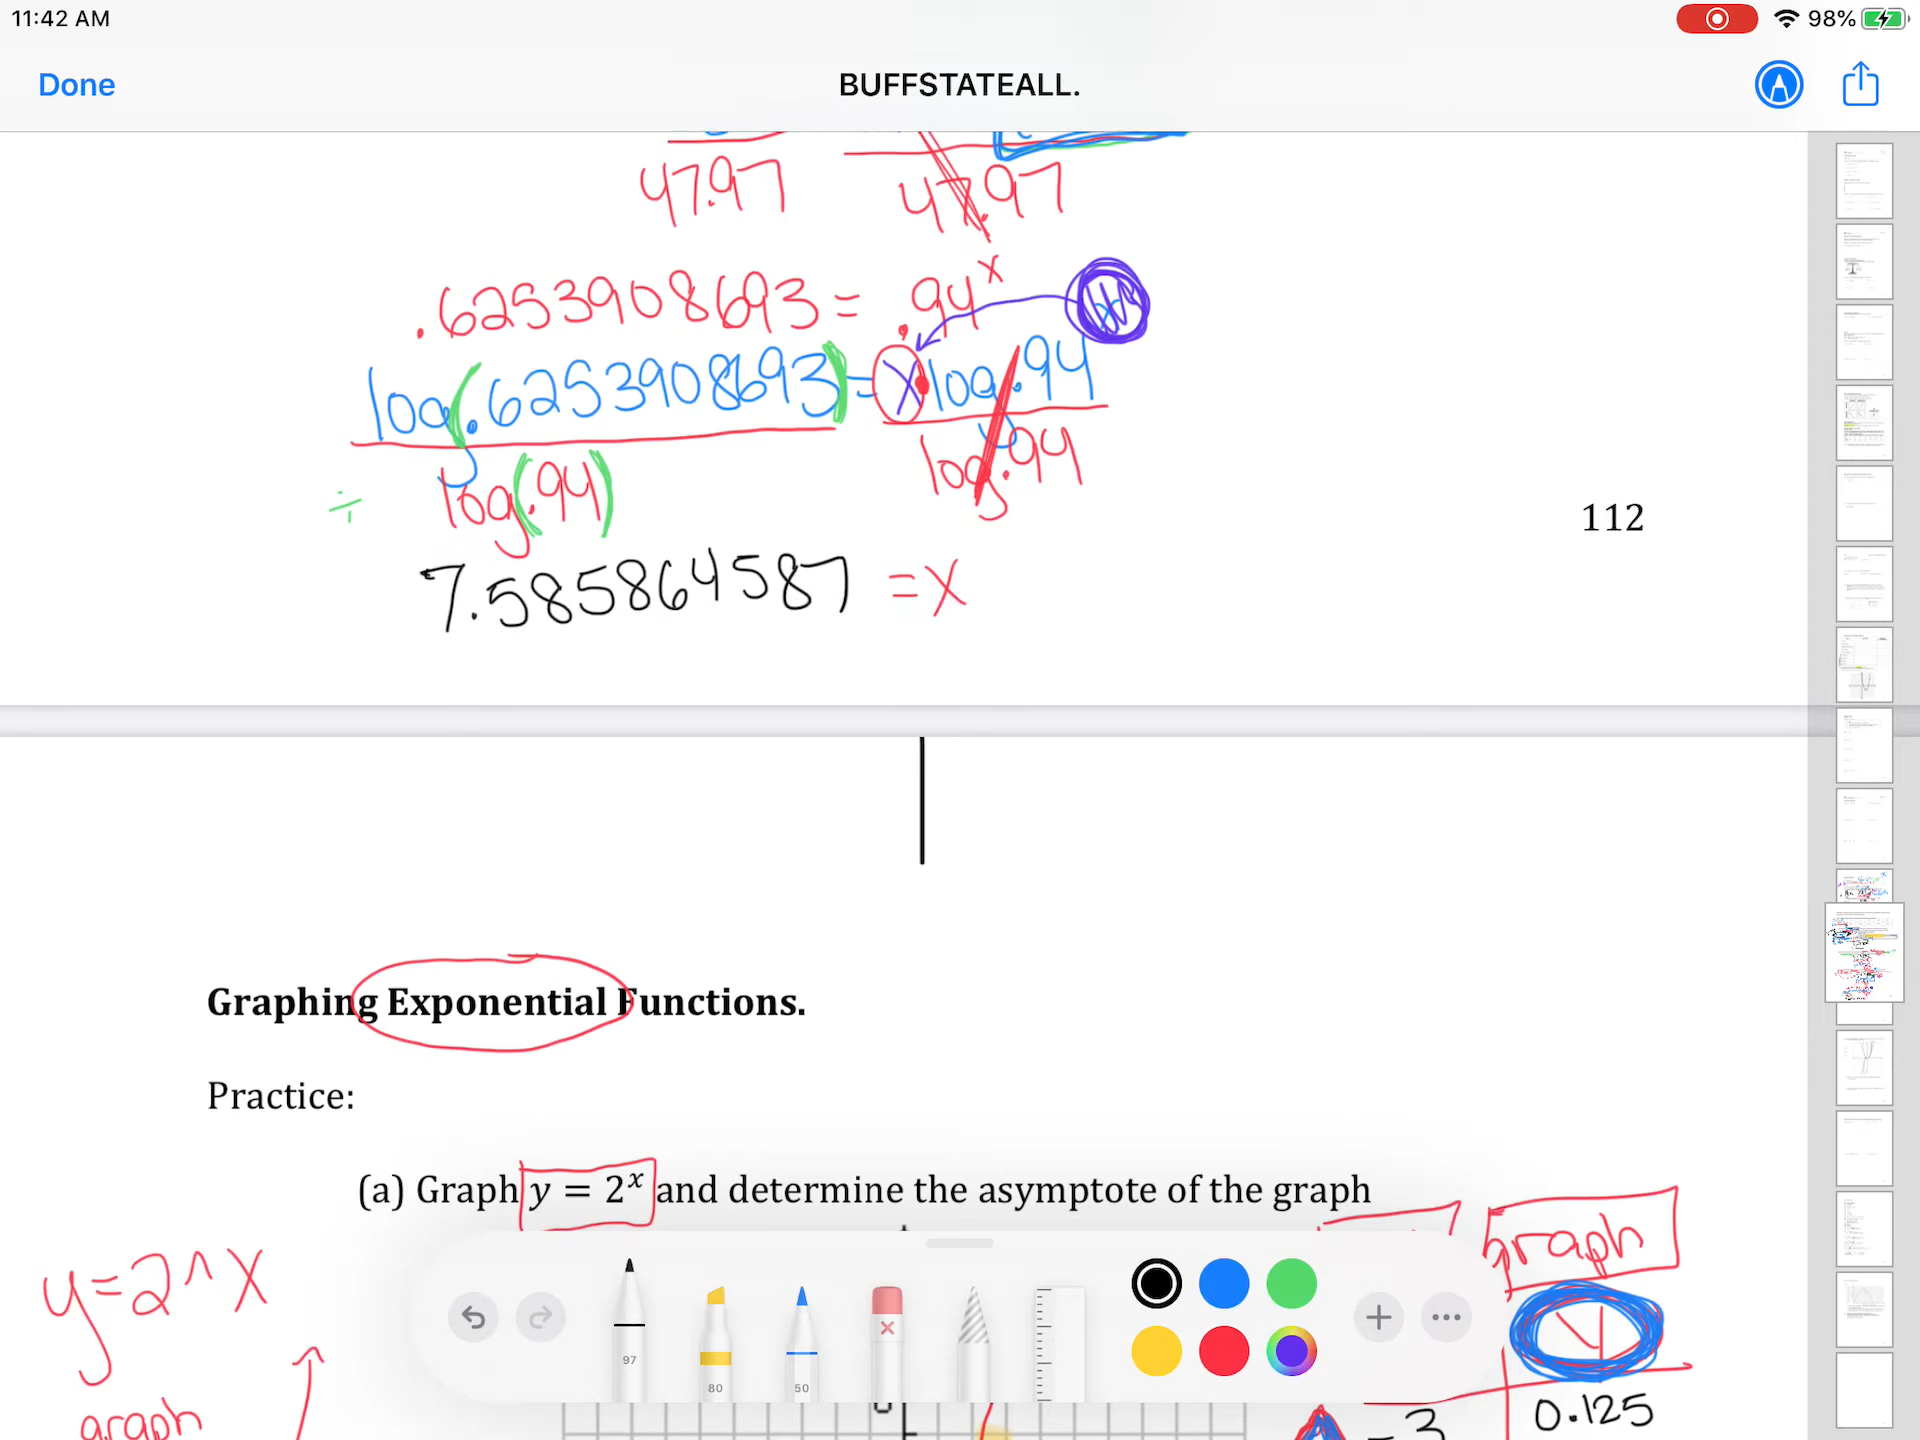 11:42 AM
98%
Done
BUFFSTATEALL.
47.97 47.97
.6253908693 = .94^x
log(.6253908693) = x•log.94
÷ log(.94) log.94
112
7.585864587 = x
Graphing Exponential Functions.
Practice:
(a) Graph y = 2^x and determine the asymptote of the graph
graph
y=2^x
y
97
80
50
graph
-3 0.125